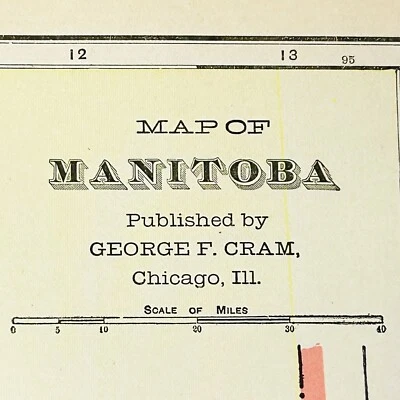 12 13 95
MAP OF
MANITOBA
Published by
GEORGE F. CRAM,
Chicago, Ill.
SCALE OF MILES
0 5 10 20 30 40